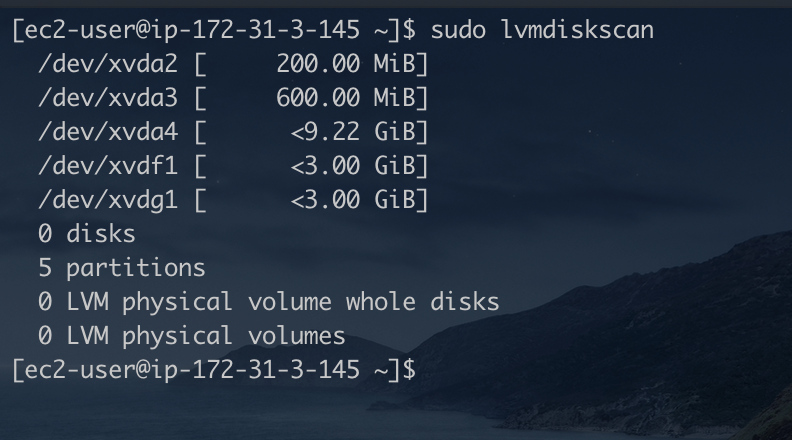 [ec2-user@ip-172-31-3-145 ~]$ sudo lvmdiskscan
  /dev/xvda2 [     200.00 MiB]
  /dev/xvda3 [     600.00 MiB]
  /dev/xvda4 [      <9.22 GiB]
  /dev/xvdf1 [      <3.00 GiB]
  /dev/xvdg1 [      <3.00 GiB]
  0 disks
  5 partitions
  0 LVM physical volume whole disks
  0 LVM physical volumes
[ec2-user@ip-172-31-3-145 ~]$